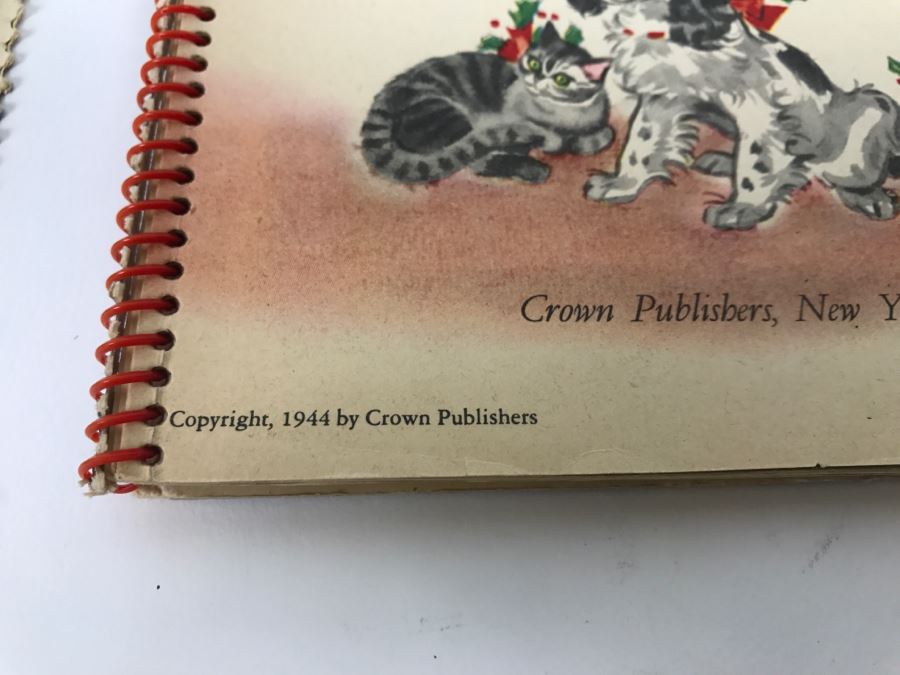 Crown Publishers, New Y
Copyright, 1944 by Crown Publishers